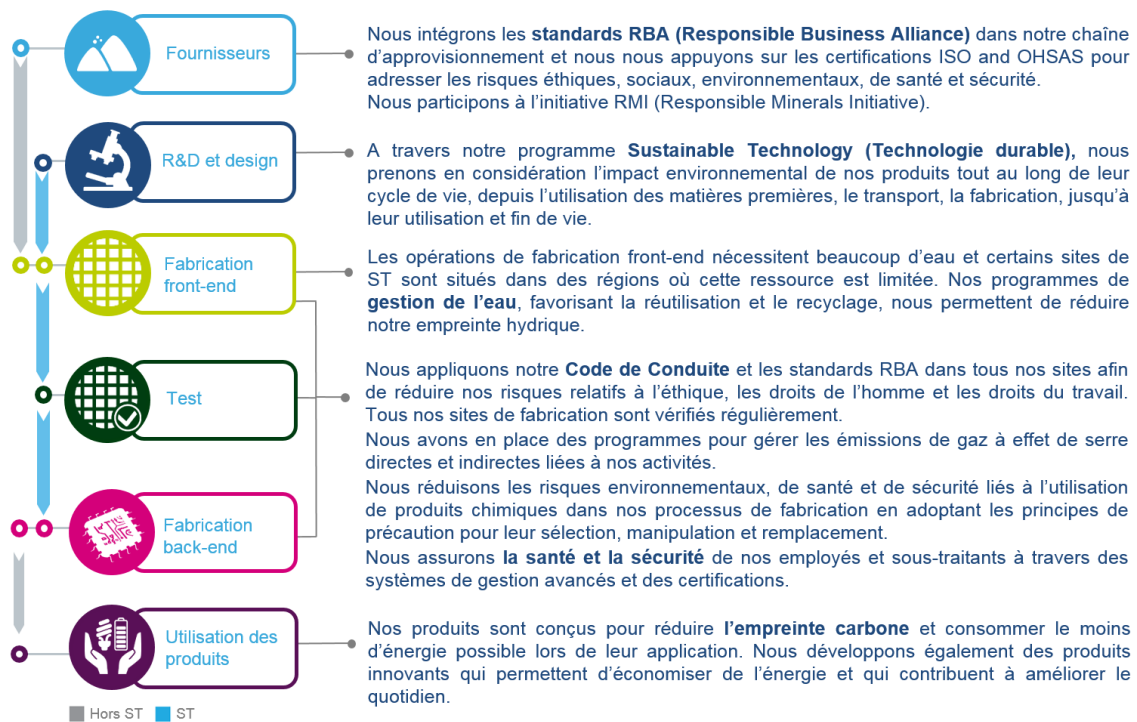 Fournisseurs
Nous intégrons les standards RBA (Responsible Business Alliance) dans notre chaîne
d’approvisionnement et nous nous appuyons sur les certifications ISO and OHSAS pour
adresser les risques éthiques, sociaux, environnementaux, de santé et sécurité.
Nous participons à l’initiative RMI (Responsible Minerals Initiative).
R&D et design
A travers notre programme Sustainable Technology (Technologie durable), nous
prenons en considération l’impact environnemental de nos produits tout au long de leur
cycle de vie, depuis l’utilisation des matières premières, le transport, la fabrication, jusqu’à
leur utilisation et fin de vie.
Fabrication
front-end
Les opérations de fabrication front-end nécessitent beaucoup d’eau et certains sites de
ST sont situés dans des régions où cette ressource est limitée. Nos programmes de
gestion de l’eau, favorisant la réutilisation et le recyclage, nous permettent de réduire
notre empreinte hydrique.
Test
Nous appliquons notre Code de Conduite et les standards RBA dans tous nos sites afin
de réduire nos risques relatifs à l’éthique, les droits de l’homme et les droits du travail.
Tous nos sites de fabrication sont vérifiés régulièrement.
Nous avons en place des programmes pour gérer les émissions de gaz à effet de serre
directes et indirectes liées à nos activités.
Nous réduisons les risques environnementaux, de santé et de sécurité liés à l’utilisation
de produits chimiques dans nos processus de fabrication en adoptant les principes de
précaution pour leur sélection, manipulation et remplacement.
Nous assurons la santé et la sécurité de nos employés et sous-traitants à travers des
systèmes de gestion avancés et des certifications.
Fabrication
back-end
Utilisation des
produits
Nos produits sont conçus pour réduire l’empreinte carbone et consommer le moins
d’énergie possible lors de leur application. Nous développons également des produits
innovants qui permettent d’économiser de l’énergie et qui contribuent à améliorer le
quotidien.
Hors ST
ST